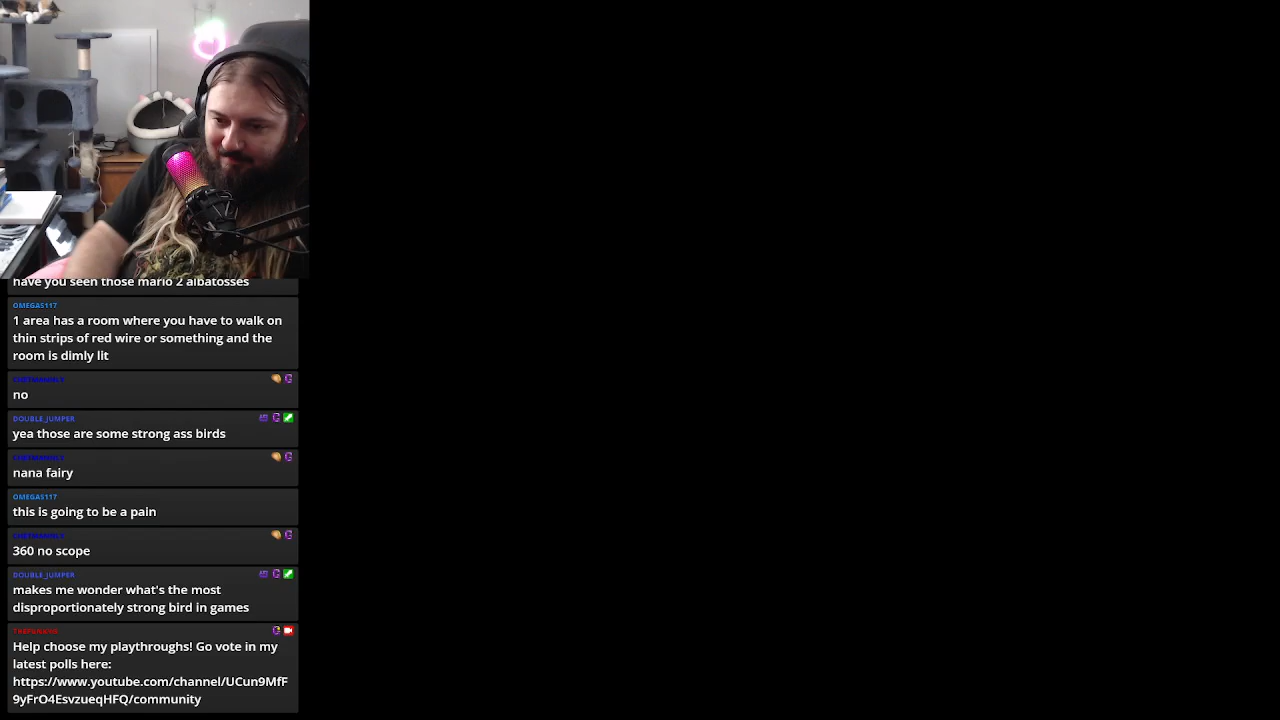 have you seen those mario 2 albatosses
OMEGAS117
1 area has a room where you have to walk on
thin strips of red wire or something and the
room is dimly lit
no
DOUBLE_JUMPER
yea those are some strong ass birds
nana fairy
OMEGAS117
this is going to be a pain
360 no scope
DOUBLE_JUMPER
makes me wonder what's the most
disproportionately strong bird in games
Help choose my playthroughs! Go vote in my
latest polls here:
https://www.youtube.com/channel/UCun9MfF
9yFrO4EsvzueqHFQ/community